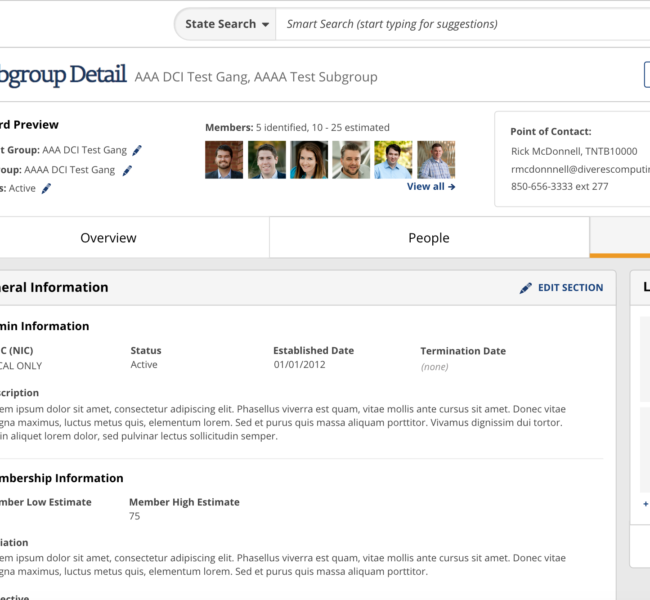 State Search Smart Search (start typing for suggestions)
bgroup Detail AAA DCI Test Gang, AAAA Test Subgroup
rd Preview
t Group: AAA DCI Test Gang
oup: AAAA DCI Test Gang
s: Active
Members: 5 identified, 10 - 25 estimated
View all →
Point of Contact:
Rick McDonnell, TNTB10000
rmcdonnnell@diverescomputin
850-656-3333 ext 277
Overview People
neral Information EDIT SECTION
min Information
C (NIC) Status Established Date Termination Date
CAL ONLY Active 01/01/2012 (none)
scription
em ipsum dolor sit amet, consectetur adipiscing elit. Phasellus viverra est quam, vitae mollis ante cursus sit amet. Donec vitae
gna maximus, luctus metus quis, elementum lorem. Sed et purus quis massa aliquam porttitor. Vivamus dignissim dui tortor.
in aliquet lorem dolor, sed pulvinar lectus sollicitudin semper.
mbership Information
mber Low Estimate Member High Estimate
75
iation
em ipsum dolor sit amet, consectetur adipiscing elit. Phasellus viverra est quam, vitae mollis ante cursus sit amet. Donec vitae
gna maximus, luctus metus quis, elementum lorem. Sed et purus quis massa aliquam porttitor.
ective
L
+